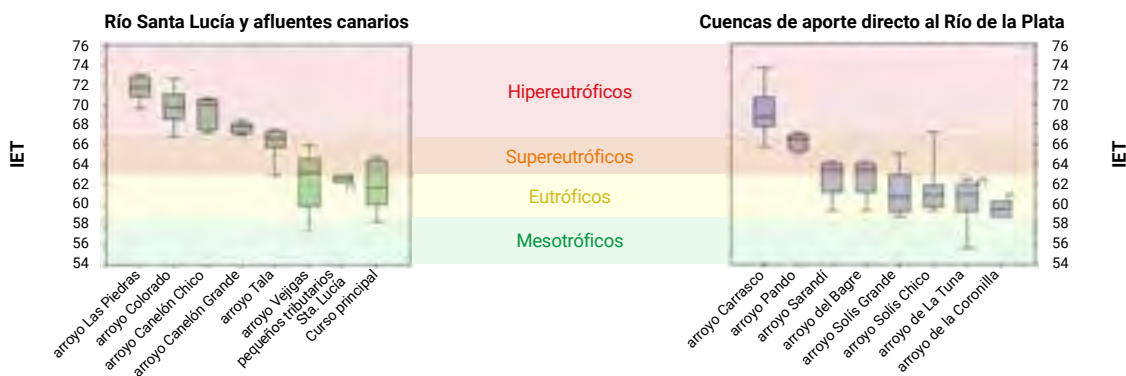 Río Santa Lucía y afluentes canarios
Cuencas de aporte directo al Río de la Plata
76
74
72
70
68
66
64
62
60
58
56
54
IET
Hipereutróficos
Supereutróficos
Eutróficos
Mesotróficos
76
74
72
70
68
66
64
62
60
58
56
54
IET
arroyo Las Piedras
arroyo Colorado
arroyo Canelón Chico
arroyo Canelón Grande
arroyo Tala
arroyo Vejigas
pequeños tributarios
Sta. Lucía
Curso principal
arroyo Carrasco
arroyo Pando
arroyo Sarandí
arroyo del Bagre
arroyo Solís Grande
arroyo Solís Chico
arroyo de La Tuna
arroyo de la Coronilla